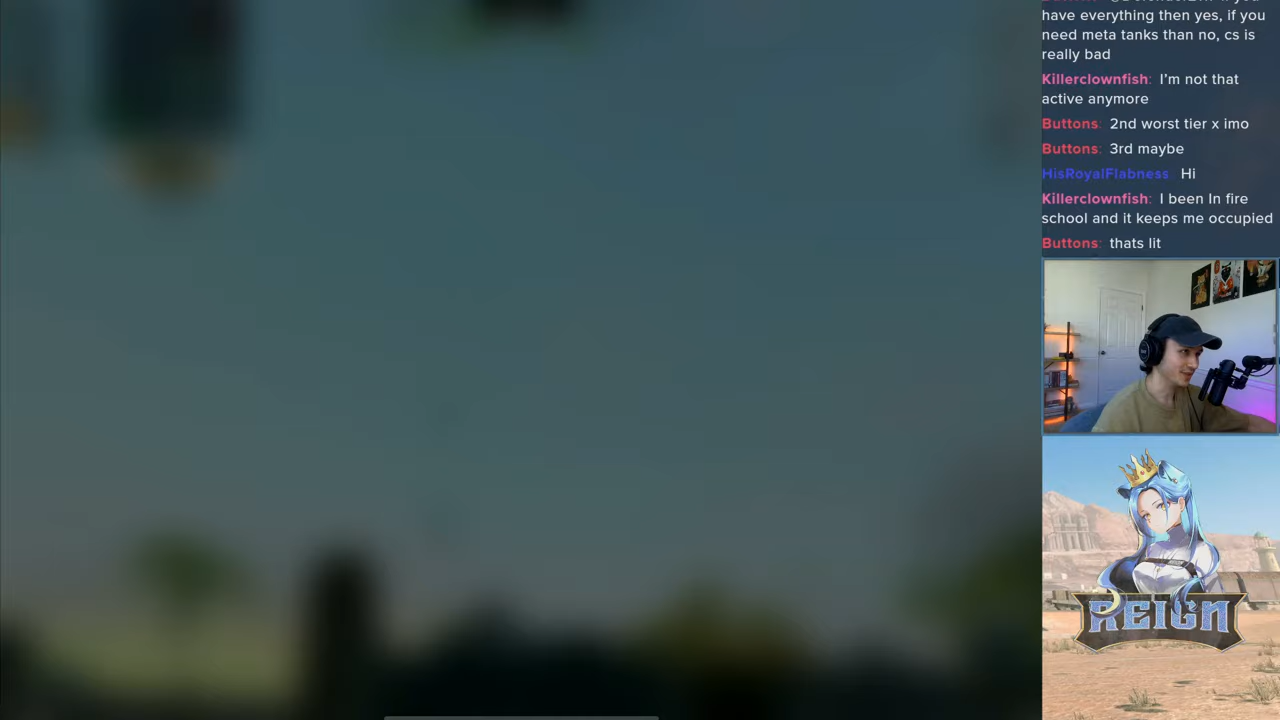 have everything then yes, if you
need meta tanks than no, cs is
really bad
Killerclownfish: I'm not that
active anymore
Buttons: 2nd worst tier x imo
Buttons: 3rd maybe
HisRoyalFlabness: Hi
Killerclownfish: I been In fire
school and it keeps me occupied
Buttons: thats lit
REIGN